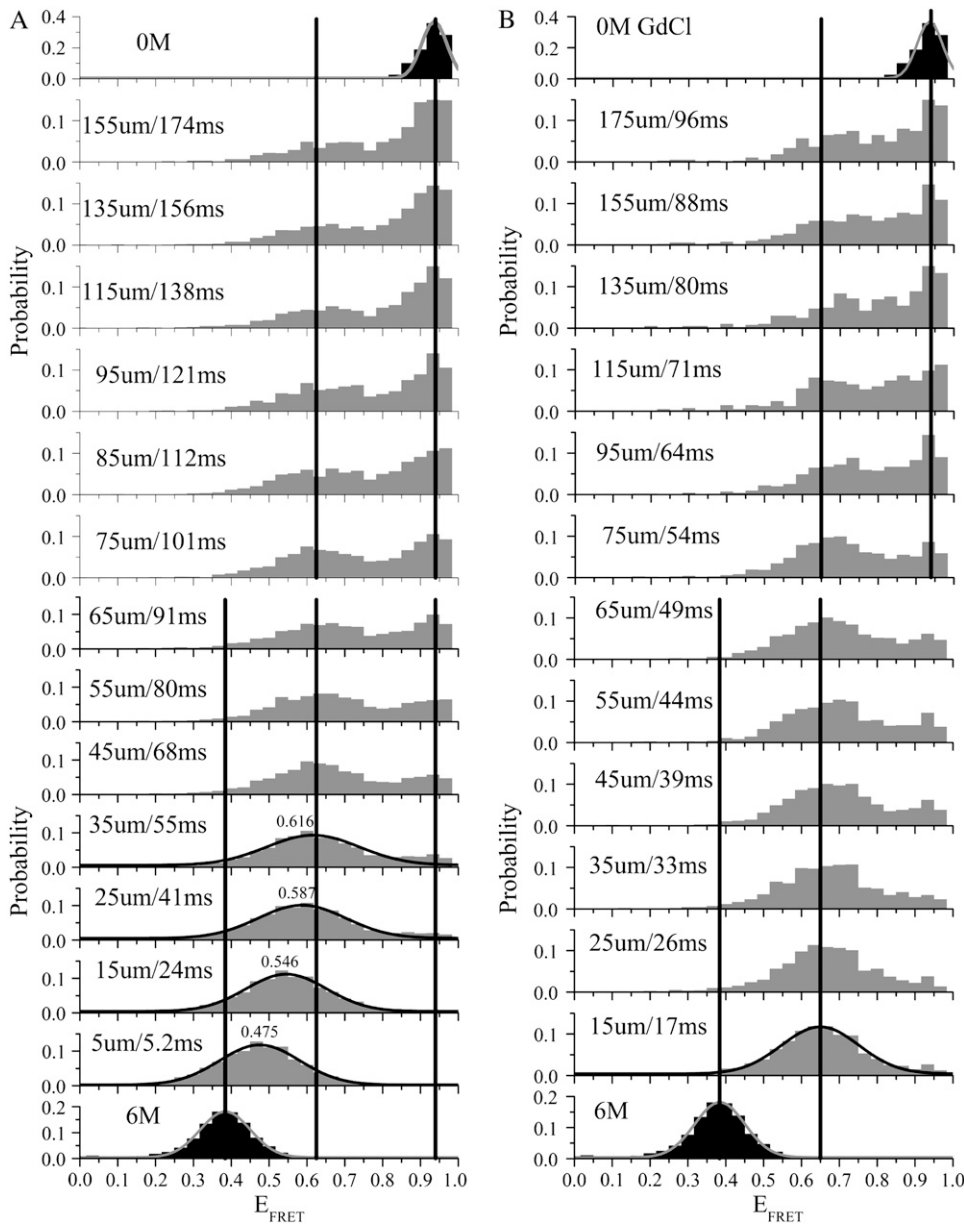 A
0M
0.4
0.2
0.0
155um/174ms
0.1
0.0
135um/156ms
0.1
0.0
115um/138ms
0.1
0.0
95um/121ms
0.1
0.0
85um/112ms
0.1
0.0
75um/101ms
0.1
0.0
Probability
65um/91ms
0.1
0.0
55um/80ms
0.1
0.0
45um/68ms
0.1
0.0
35um/55ms
0.616
0.1
0.0
25um/41ms
0.587
0.1
0.0
15um/24ms
0.546
0.1
0.0
5um/5.2ms
0.475
0.1
0.0
6M
0.2
0.1
0.0
Probability
0.0 0.1 0.2 0.3 0.4 0.5 0.6 0.7 0.8 0.9 1.0
E_FRET
B
0M GdCl
0.4
0.2
0.0
175um/96ms
0.1
0.0
155um/88ms
0.1
0.0
135um/80ms
0.1
0.0
115um/71ms
0.1
0.0
95um/64ms
0.1
0.0
75um/54ms
0.1
0.0
Probability
65um/49ms
0.1
0.0
55um/44ms
0.1
0.0
45um/39ms
0.1
0.0
35um/33ms
0.1
0.0
25um/26ms
0.1
0.0
15um/17ms
0.1
0.0
6M
0.2
0.1
0.0
Probability
0.0 0.1 0.2 0.3 0.4 0.5 0.6 0.7 0.8 0.9 1.0
E_FRET